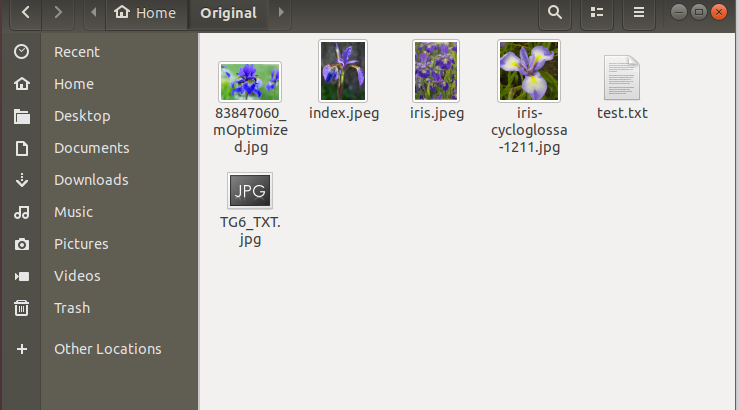 Home
Original
Recent
Home
Desktop
Documents
Downloads
Music
Pictures
Videos
Trash
Other Locations
83847060_
mOptimize
d.jpg
index.jpeg
iris.jpeg
iris-
cycloglossa
-1211.jpg
test.txt
JPG
TG6_TXT.
jpg